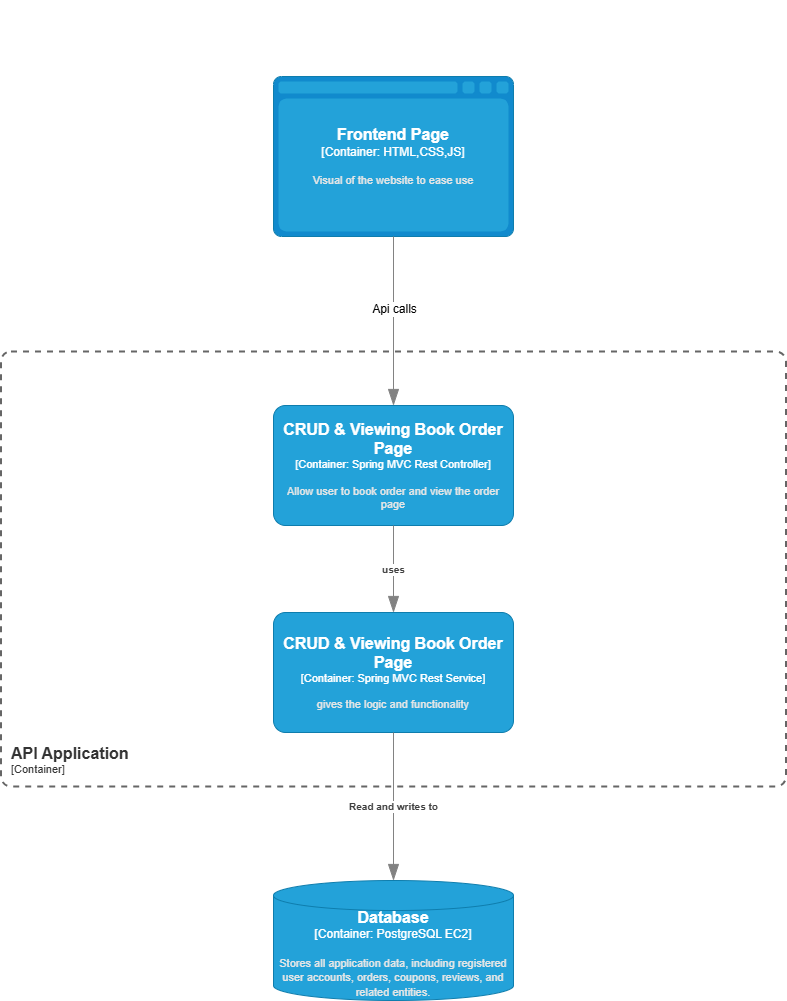 Frontend Page
[Container: HTML,CSS,JS]
Visual of the website to ease use
Api calls
CRUD & Viewing Book Order
Page
[Container: Spring MVC Rest Controller]
Allow user to book order and view the order
page
uses
CRUD & Viewing Book Order
Page
[Container: Spring MVC Rest Service]
gives the logic and functionality
API Application
[Container]
Read and writes to
Database
[Container: PostgreSQL EC2]
Stores all application data, including registered
user accounts, orders, coupons, reviews, and
related entities.